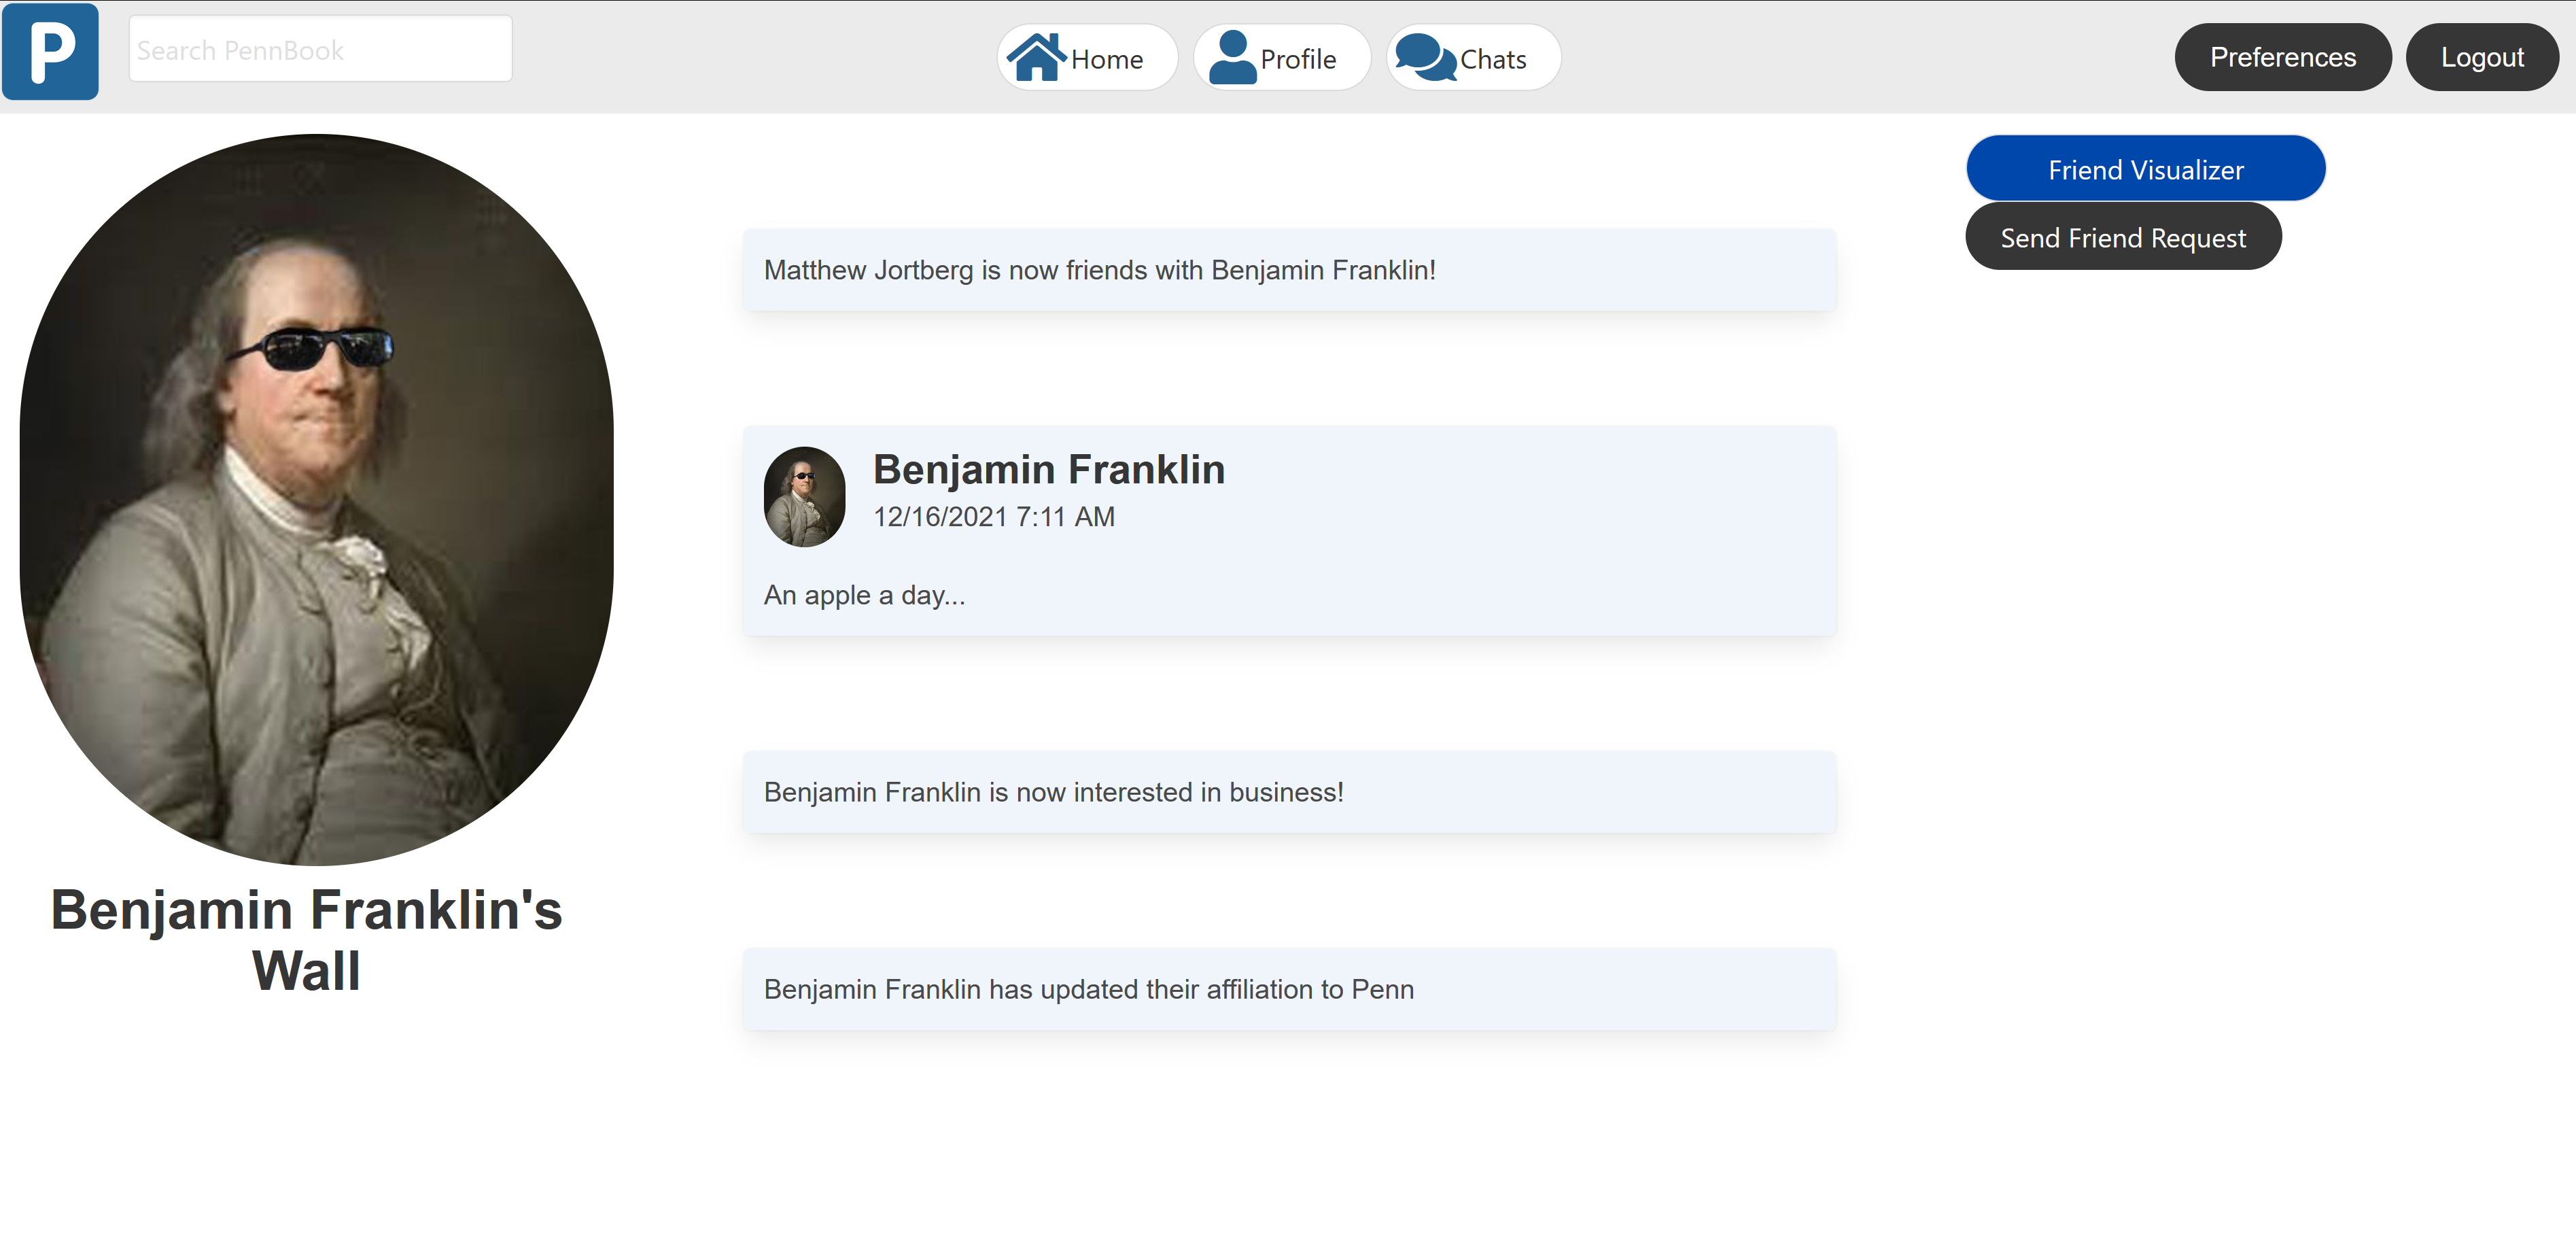 P
Search PennBook
Home
Profile
Chats
Preferences
Logout
Benjamin Franklin's
Wall
Matthew Jortberg is now friends with Benjamin Franklin!
Benjamin Franklin
12/16/2021 7:11 AM
An apple a day...
Benjamin Franklin is now interested in business!
Benjamin Franklin has updated their affiliation to Penn
Friend Visualizer
Send Friend Request